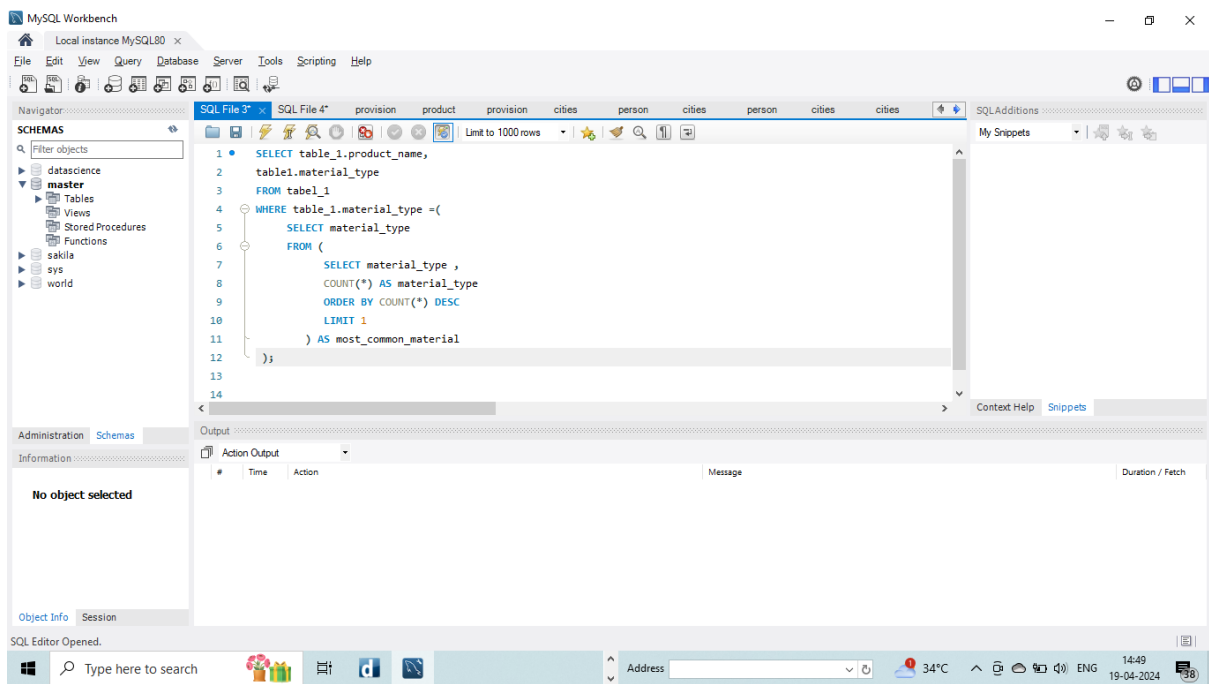 MySQL Workbench
Local instance MySQL80
File Edit View Query Database Server Tools Scripting Help
Navigator
SCHEMAS
Filter objects
datascience
master
Tables
Views
Stored Procedures
Functions
sakila
sys
world
Administration Schemas
Information
No object selected
Object Info Session
SQL File 3* SQL File 4* provision product provision cities person cities person cities cities
Limit to 1000 rows
1 SELECT table_1.product_name,
2 table1.material_type
3 FROM tabel_1
4 WHERE table_1.material_type =(
5 SELECT material_type
6 FROM (
7 SELECT material_type ,
8 COUNT(*) AS material_type
9 ORDER BY COUNT(*) DESC
10 LIMIT 1
11 ) AS most_common_material
12 );
13
14
SQLAdditions
My Snippets
Context Help Snippets
Output
Action Output
# Time Action Message Duration / Fetch
SQL Editor Opened.
Type here to search
Address
34°C
ENG
14:49
19-04-2024
38